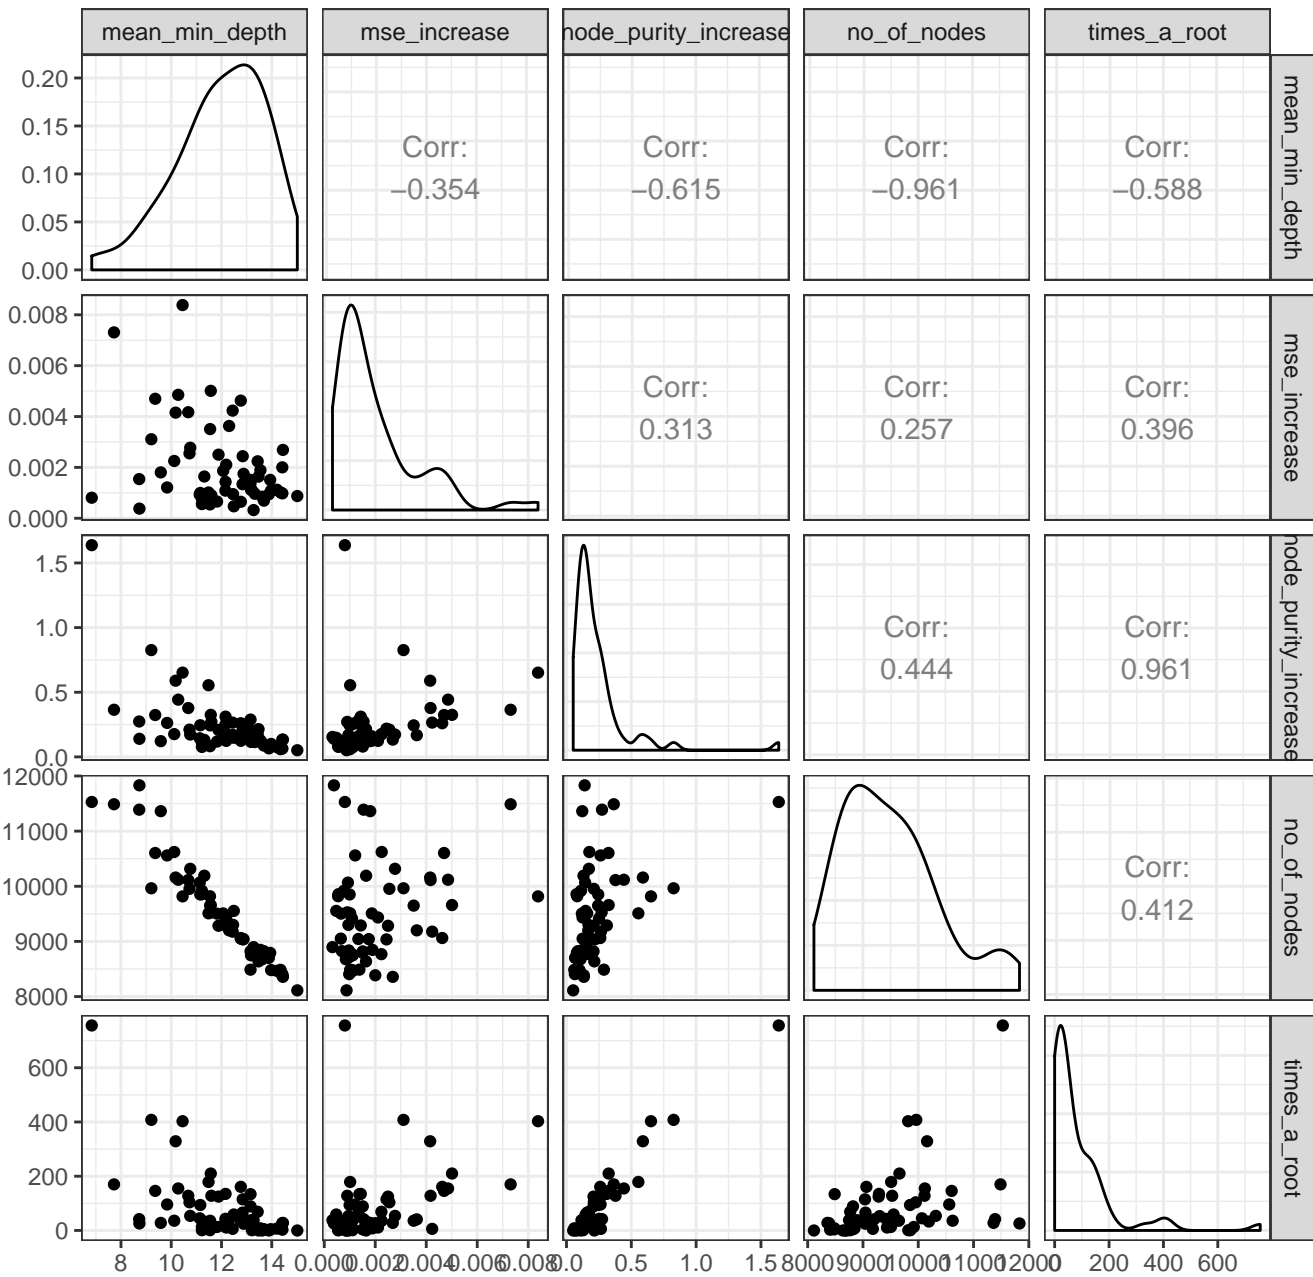 mean_min_depth mse_increase node_purity_increase no_of_nodes times_a_root
0.20
0.15
0.10
0.05
0.00
Corr:
−0.354
Corr:
−0.615
Corr:
−0.961
Corr:
−0.588
mean_min_depth
0.008
0.006
0.004
0.002
0.000
Corr:
0.313
Corr:
0.257
Corr:
0.396
mse_increase
1.5
1.0
0.5
0.0
Corr:
0.444
Corr:
0.961
node_purity_increase
12000
11000
10000
9000
8000
Corr:
0.412
no_of_nodes
600
400
200
0
times_a_root
8 10 12 14
0.000 0.002 0.004 0.006 0.008
0.0 0.5 1.0 1.5
8000 9000 10000 11000 12000
0 200 400 600